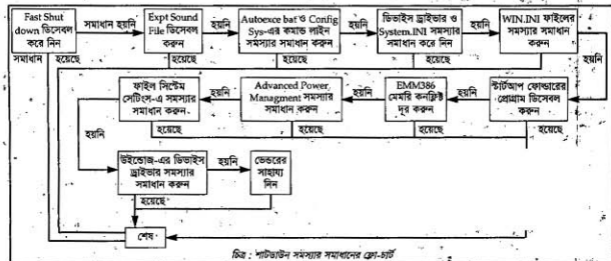 Fast Shut
down ডিসেবল
করে নিন
সমাধান হয়নি
Expt Sound
File ডিসেবল
করুন
হয়নি
Autoexce bat ও Config
Sys-এর কমান্ড লাইন
সমস্যার সমাধান করুন
হয়নি
ডিভাইস ড্রাইভার ও
System.INI সমস্যার
সমাধান করে নিন
হয়নি
WIN.INI ফাইলের
সমস্যার সমাধান
করুন
সমাধান
হয়েছে
হয়েছে
হয়েছে
হয়েছে
হয়েছে
হয়নি
ফাইল সিস্টেম
সেটিংস-এ সমস্যার
সমাধান করুন
হয়নি
Advanced Power
Managment সমস্যার
সমাধান করুন
হয়নি
EMM386
মেমরি কনফ্লিক্ট
দূর করুন
হয়নি
স্টার্টআপ ফোল্ডারের
প্রোগ্রাম ডিসেবল
করুন
হয়নি
হয়েছে
হয়েছে
হয়েছে
হয়েছে
উইন্ডোজ-এর ডিভাইস
ড্রাইভার সমস্যার
সমাধান করুন
হয়নি
ভেন্ডরের
সাহায্য
নিন
হয়েছে
শেষ
চিত্র : শাটডাউন সমস্যার সমাধানের ফ্লো-চার্ট